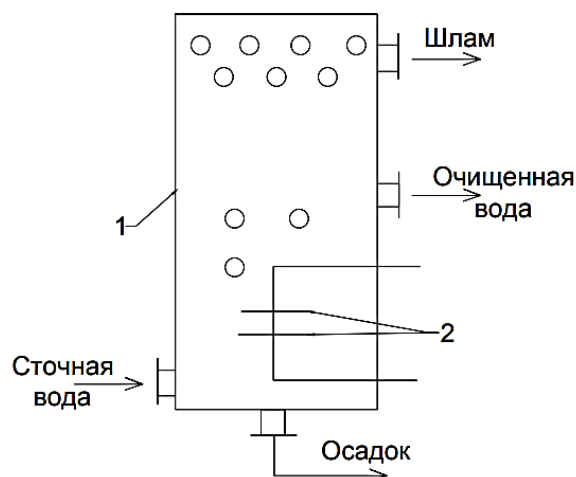 Шлам
Очищенная
вода
1
2
Сточная
вода
Осадок